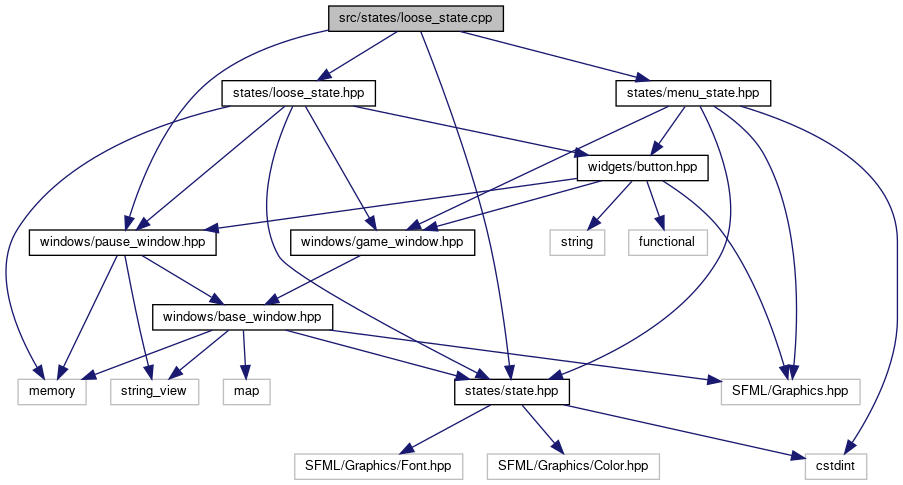 src/states/loose_state.cpp
states/loose_state.hpp
states/menu_state.hpp
widgets/button.hpp
windows/pause_window.hpp
windows/game_window.hpp
string
functional
windows/base_window.hpp
memory
string_view
map
states/state.hpp
SFML/Graphics.hpp
SFML/Graphics/Font.hpp
SFML/Graphics/Color.hpp
cstdint